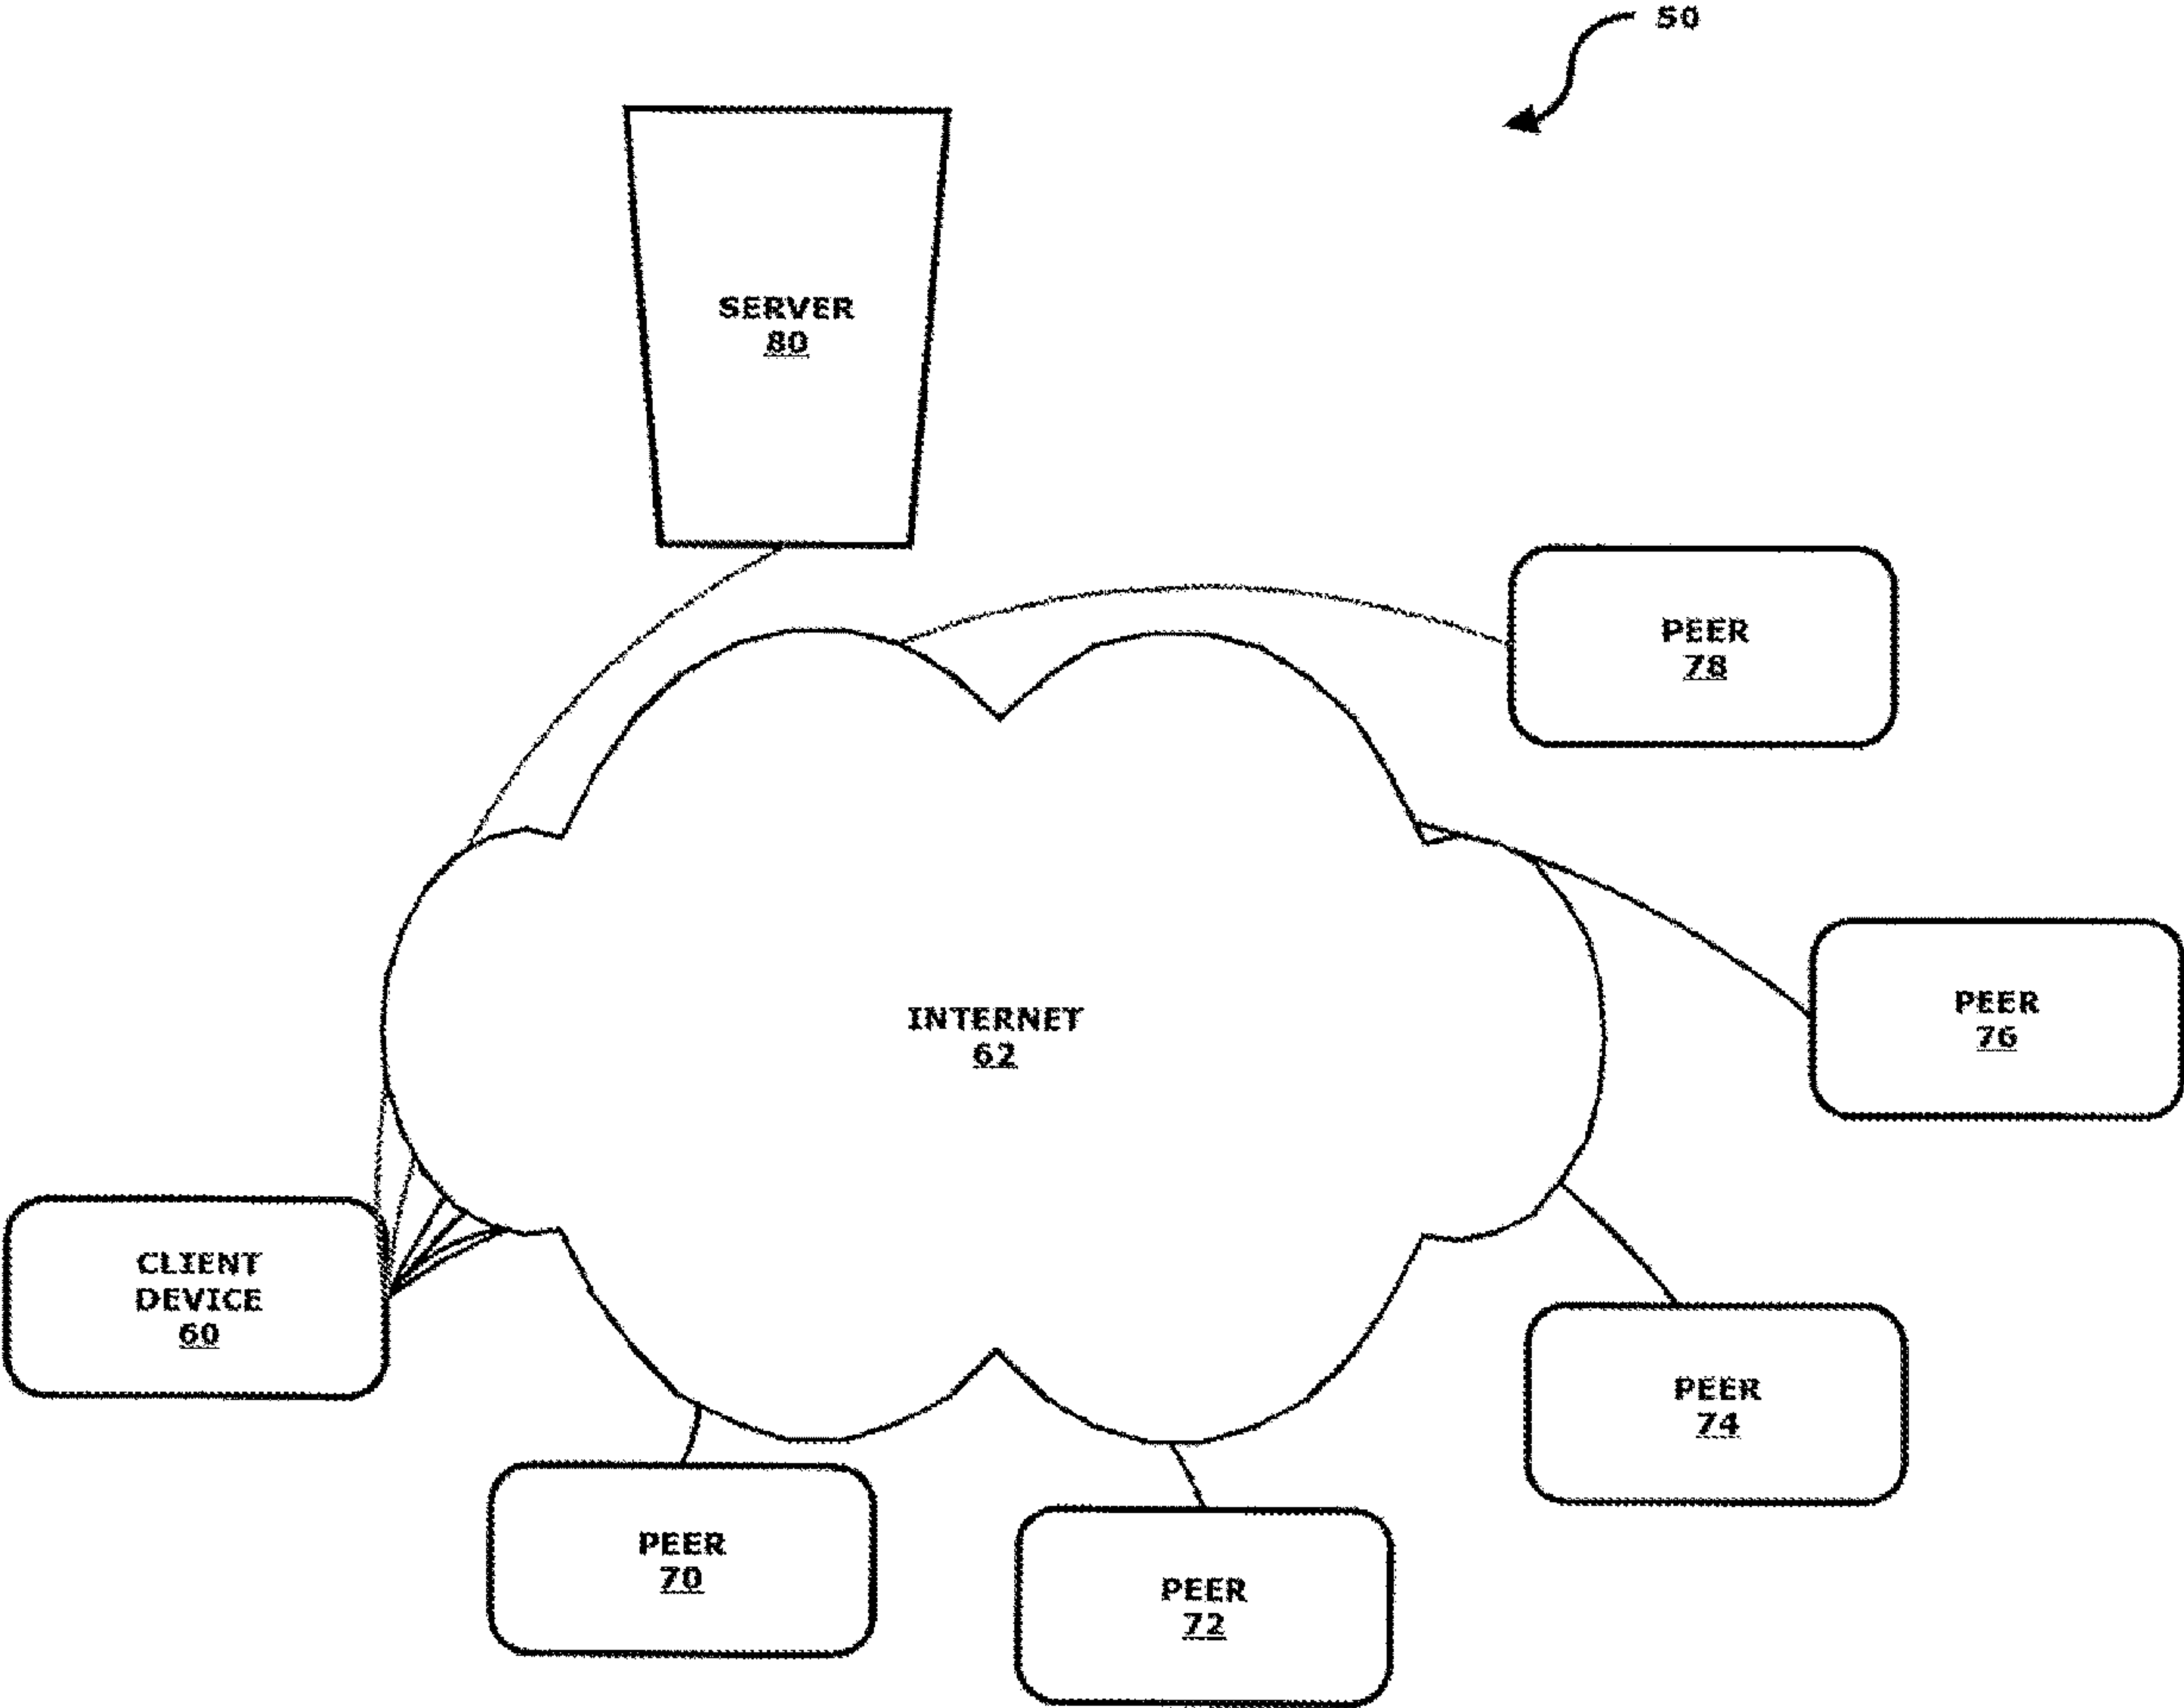 50
SERVER
80
PEER
78
INTERNET
62
PEER
76
CLIENT
DEVICE
60
PEER
74
PEER
70
PEER
72